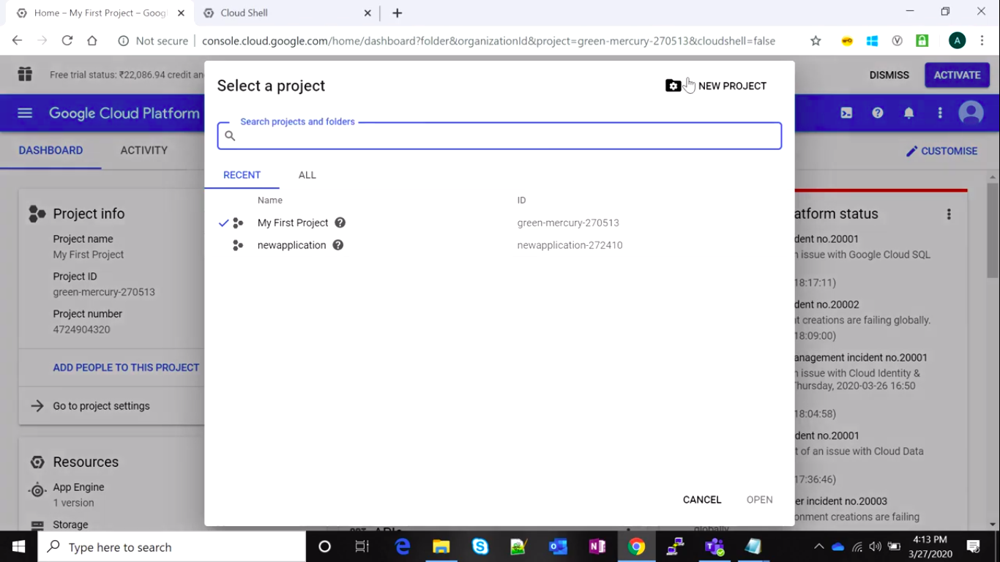 Home – My First Project – Goog
Cloud Shell
Not secure
console.cloud.google.com/home/dashboard?folder&organizationId&project=green-mercury-270513&cloudshell=false
A
Free trial status: ₹22,086.94 credit an
DISMISS
ACTIVATE
Google Cloud Platform
DASHBOARD
ACTIVITY
CUSTOMISE
Select a project
NEW PROJECT
Search projects and folders
RECENT
ALL
Name
ID
My First Project
green-mercury-270513
newapplication
newapplication-272410
CANCEL
OPEN
Project info
Project name
My First Project
Project ID
green-mercury-270513
Project number
4724904320
ADD PEOPLE TO THIS PROJECT
Go to project settings
Resources
App Engine
1 version
Storage
APIs
atform status
dent no.20001
n issue with Google Cloud SQL
18:17:11)
ident no.20002
t creations are failing globally.
18:09:00)
anagement incident no.20001
n issue with Cloud Identity &
Thursday, 2020-03-26 16:50
18:04:58)
dent no.20001
t of an issue with Cloud Data
17:36:46)
er incident no.20003
onment creations are failing
globally.
Type here to search
4:13 PM
3/27/2020